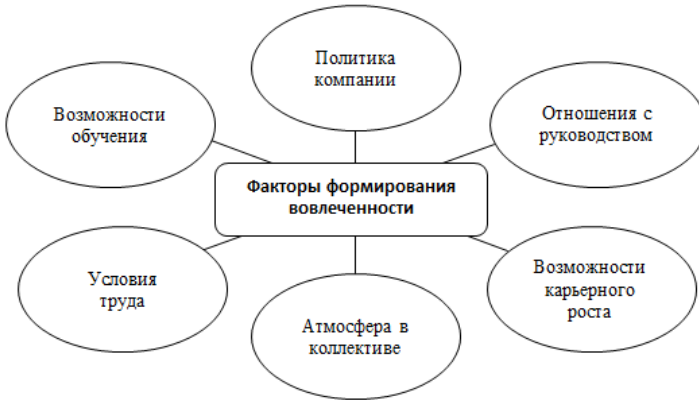 Политика
компании
Возможности
обучения
Отношения с
руководством
Факторы формирования
вовлеченности
Условия
труда
Атмосфера в
коллективе
Возможности
карьерного
роста